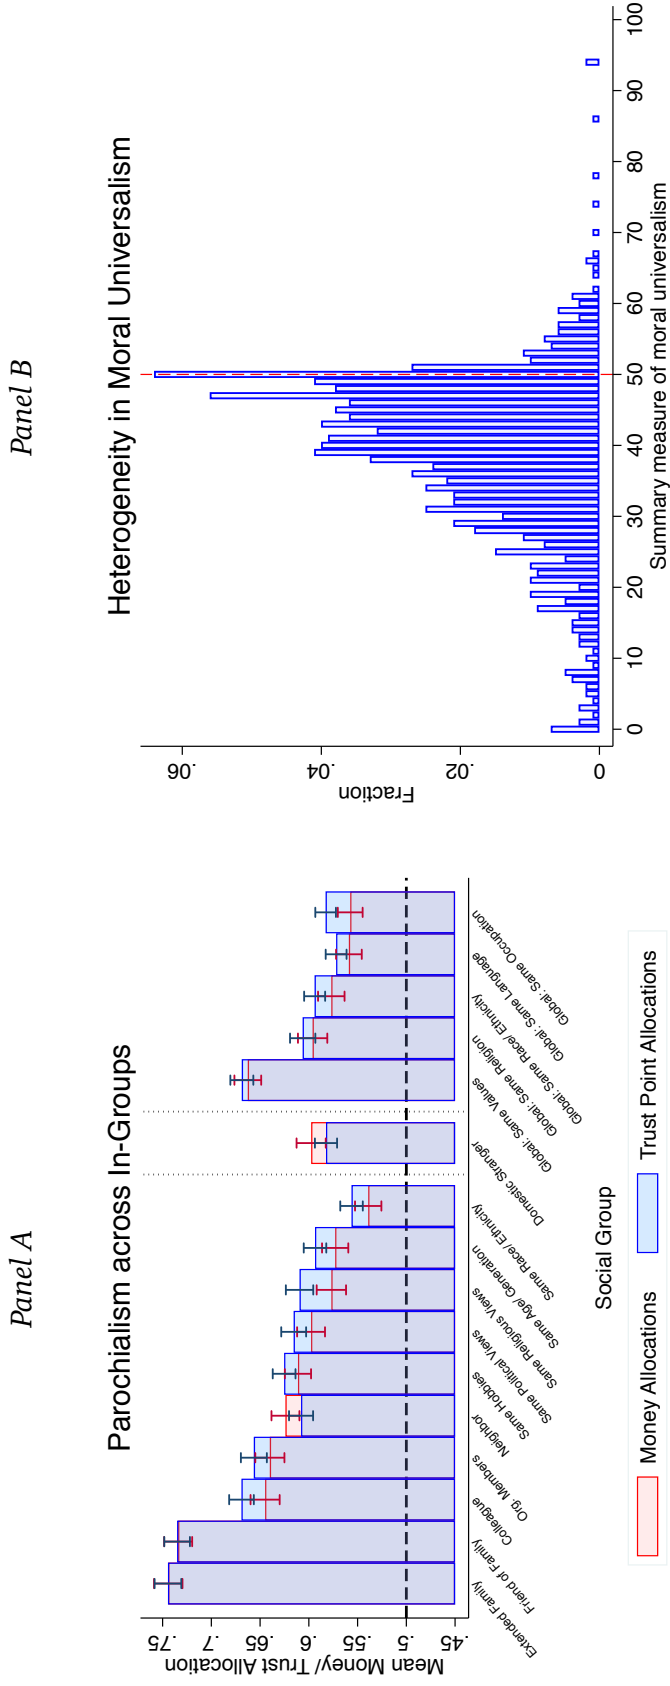 Panel A
Parochialism across In-Groups
Mean Money/ Trust Allocation
.75
.7
.65
.6
.55
.5
.45
Extended Family
Friend of Family
Colleague
Org. Members
Neighbor
Same Hobbies
Same Political Views
Same Religious Views
Same Age/ Generation
Same Race/ Ethnicity
Domestic Stranger
Global: Same Values
Global: Same Religion
Global: Same Race/ Ethnicity
Global: Same Language
Global: Same Occupation
Social Group
Money Allocations
Trust Point Allocations
Panel B
Heterogeneity in Moral Universalism
Fraction
.06
.04
.02
0
0 10 20 30 40 50 60 70 80 90 100
Summary measure of moral universalism